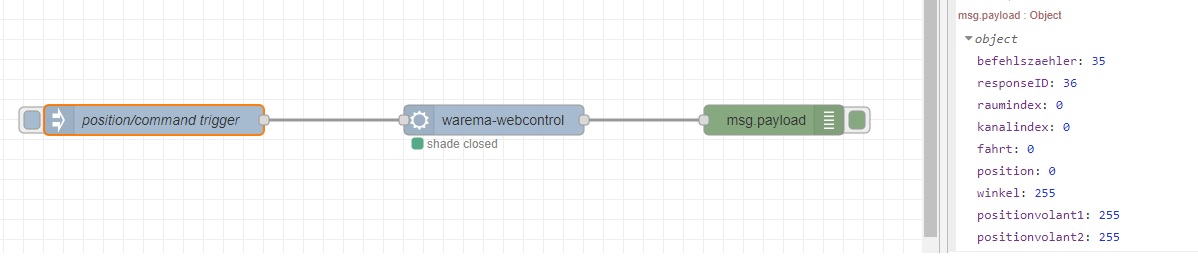 position/command trigger
warema-webcontrol
shade closed
msg.payload
msg.payload : Object
object
befehlszaehler: 35
responseID: 36
raumindex: 0
kanalindex: 0
fahrt: 0
position: 0
winkel: 255
positionvolant1: 255
positionvolant2: 255